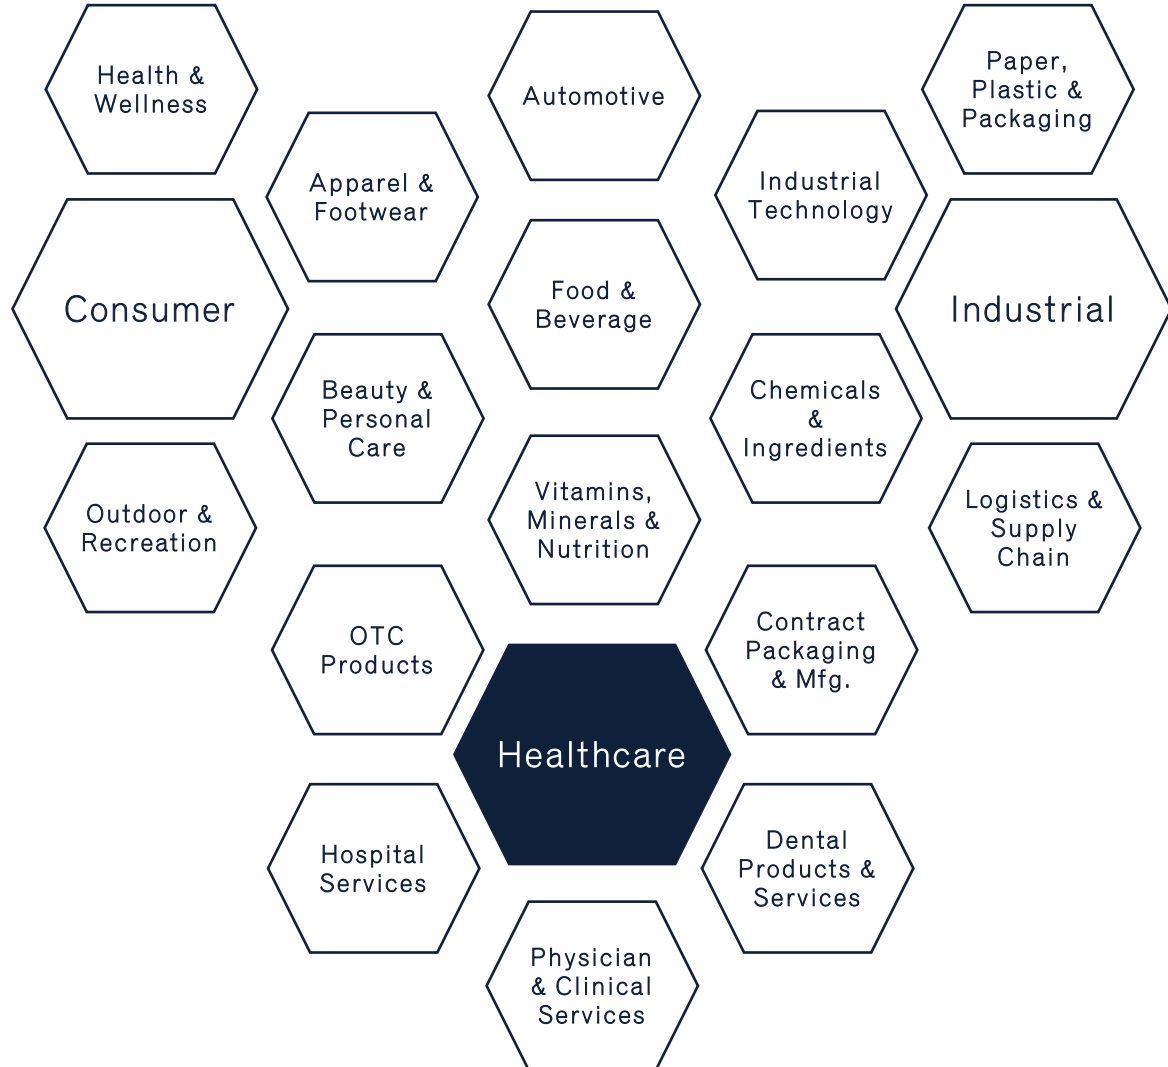 Health &
Wellness
Automotive
Paper,
Plastic &
Packaging
Apparel &
Footwear
Industrial
Technology
Consumer
Food &
Beverage
Industrial
Beauty &
Personal
Care
Chemicals
&
Ingredients
Outdoor &
Recreation
Vitamins,
Minerals &
Nutrition
Logistics &
Supply
Chain
OTC
Products
Contract
Packaging
& Mfg.
Healthcare
Hospital
Services
Dental
Products &
Services
Physician
& Clinical
Services